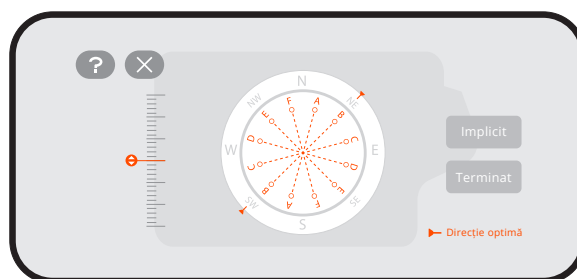 ?
N
NW
NE
F
A
E
B
D
C
W
E
C
D
B
E
A
F
SW
SE
S
Implicit
Terminat
Direcție optimă